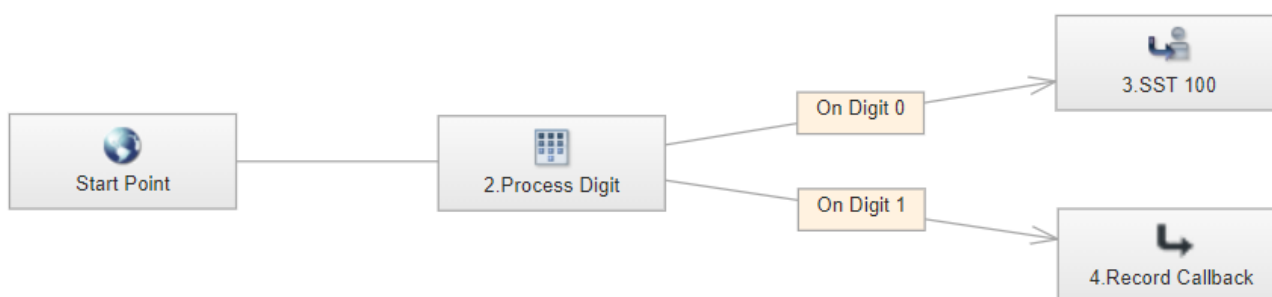 Start Point
2.Process Digit
On Digit 0
On Digit 1
3.SST 100
4.Record Callback